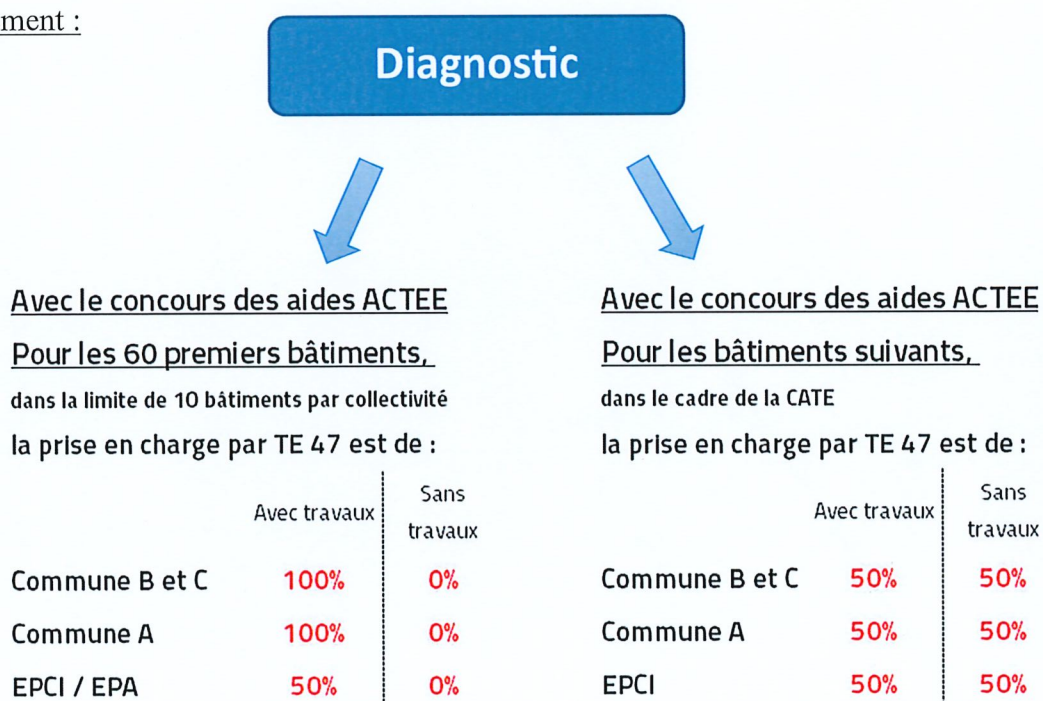 ment :
Diagnostic
Avec le concours des aides ACTEE
Pour les 60 premiers bâtiments,
dans la limite de 10 bâtiments par collectivité
la prise en charge par TE 47 est de :
Avec travaux Sans travaux
Commune B et C 100% 0%
Commune A 100% 0%
EPCI / EPA 50% 0%
Avec le concours des aides ACTEE
Pour les bâtiments suivants,
dans le cadre de la CATE
la prise en charge par TE 47 est de :
Avec travaux Sans travaux
Commune B et C 50% 50%
Commune A 50% 50%
EPCI 50% 50%